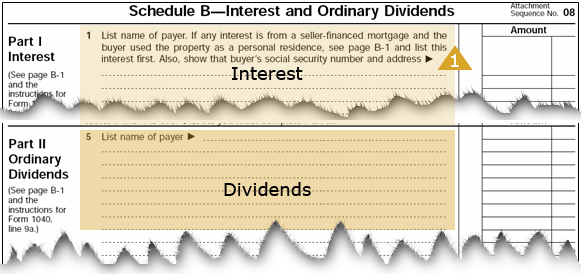 Schedule B—Interest and Ordinary Dividends
Attachment
Sequence No. 08
Part I
Interest
(See page B-1
and the
instructions for
Form
1 List name of payer. If any interest is from a seller-financed mortgage and the
buyer used the property as a personal residence, see page B-1 and list this
interest first. Also, show that buyer's social security number and address ▶
Amount
1
Interest
Part II
Ordinary
Dividends
(See page B-1
and the
instructions for
Form 1040,
line 9a.)
5 List name of payer ▶
Dividends